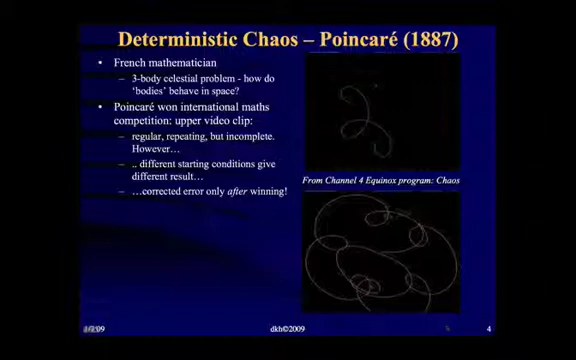 Deterministic Chaos – Poincaré (1887)
• French mathematician
– 3-body celestial problem - how do
‘bodies’ behave in space?
• Poincaré won international maths
competition: upper video clip:
– regular, repeating, but incomplete.
However…
– .. different starting conditions give
different result…
– …corrected error only after winning!
From Channel 4 Equinox program: Chaos
dkh©2009
4